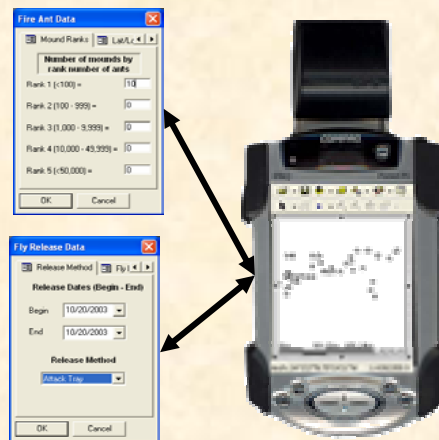 Fire Ant Data
Mound Ranks
Number of mounds by
rank number of ants
Rank 1 (<100) = 10
Rank 2 (100 - 999) = 0
Rank 3 (1,000 - 9,999) = 0
Rank 4 (10,000 - 49,999) = 0
Rank 5 (<50,000) = 0
OK Cancel
COMPAQ
Fly Release Data
Release Method
Release Dates (Begin - End)
Begin 10/20/2003
End 10/20/2003
Release Method
Attack Tray
OK Cancel